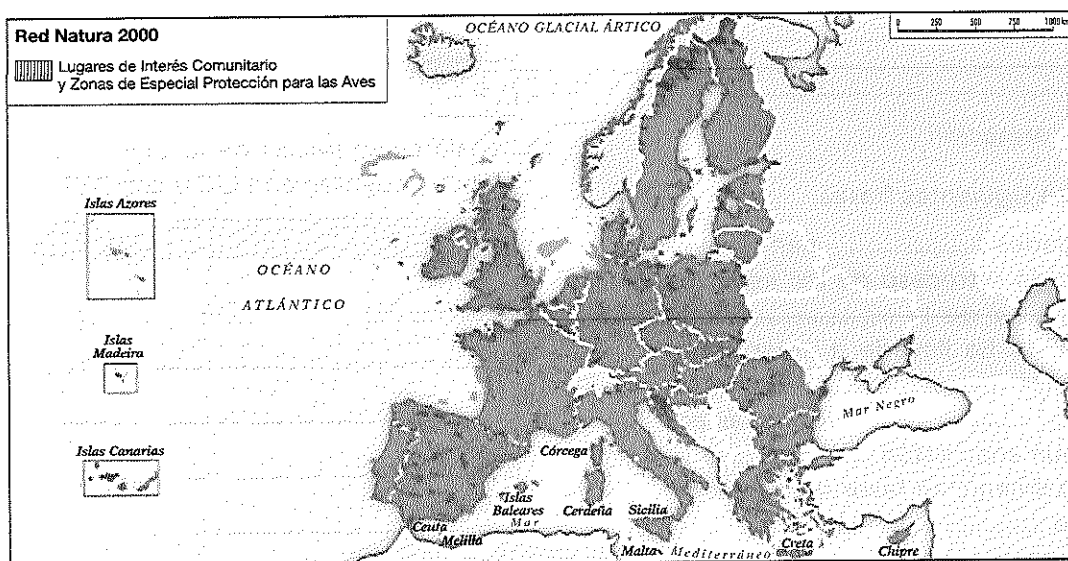 Red Natura 2000
Lugares de Interés Comunitario
y Zonas de Especial Protección para las Aves
OCÉANO GLACIAL ÁRTICO
0 250 500 750 1000 km
Islas Azores
OCÉANO
ATLÁNTICO
Islas
Madeira
Islas Canarias
Mar Negro
Córcega
Islas
Baleares
Cerdeña
Sicilia
Ceuta
Melilla
Mar
Mediterráneo
Malta
Creta
Chipre